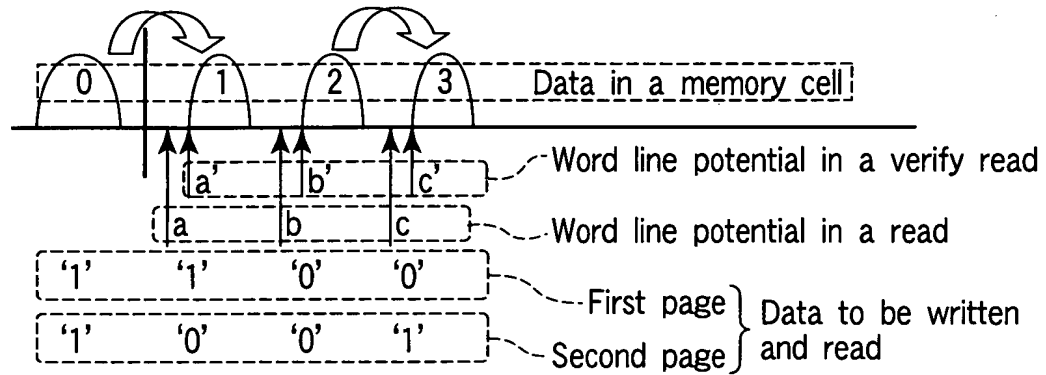 0 1 2 3 Data in a memory cell
a' b' c' Word line potential in a verify read
a b c Word line potential in a read
‘1’ ‘1’ ‘0’ ‘0’
First page
‘1’ ‘0’ ‘0’ ‘1’
Second page
Data to be written
and read